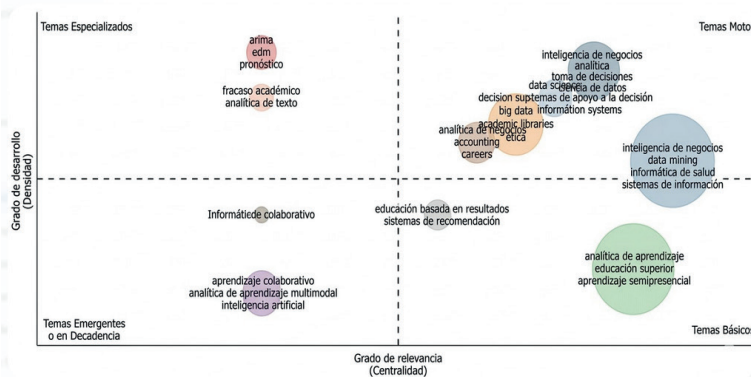 Temas Especializados
Temas Moto
arima
edm
pronóstico
fracaso académico
analítica de texto
inteligencia de negocios
analítica
toma de decisiones
ciencia de datos
data science
decision suptemas de apoyo a la decisión
big data
information systems
academic libraries
ética
analítica de negocios
accounting
careers
inteligencia de negocios
data mining
informática de salud
sistemas de información
Informátic​e colaborativo
educación basada en resultados
sistemas de recomendación
aprendizaje colaborativo
analítica de aprendizaje multimodal
inteligencia artificial
analítica de aprendizaje
educación superior
aprendizaje semipresencial
Temas Emergentes
o en Decadencia
Temas Básicos
Grado de desarrollo
(Densidad)
Grado de relevancia
(Centralidad)